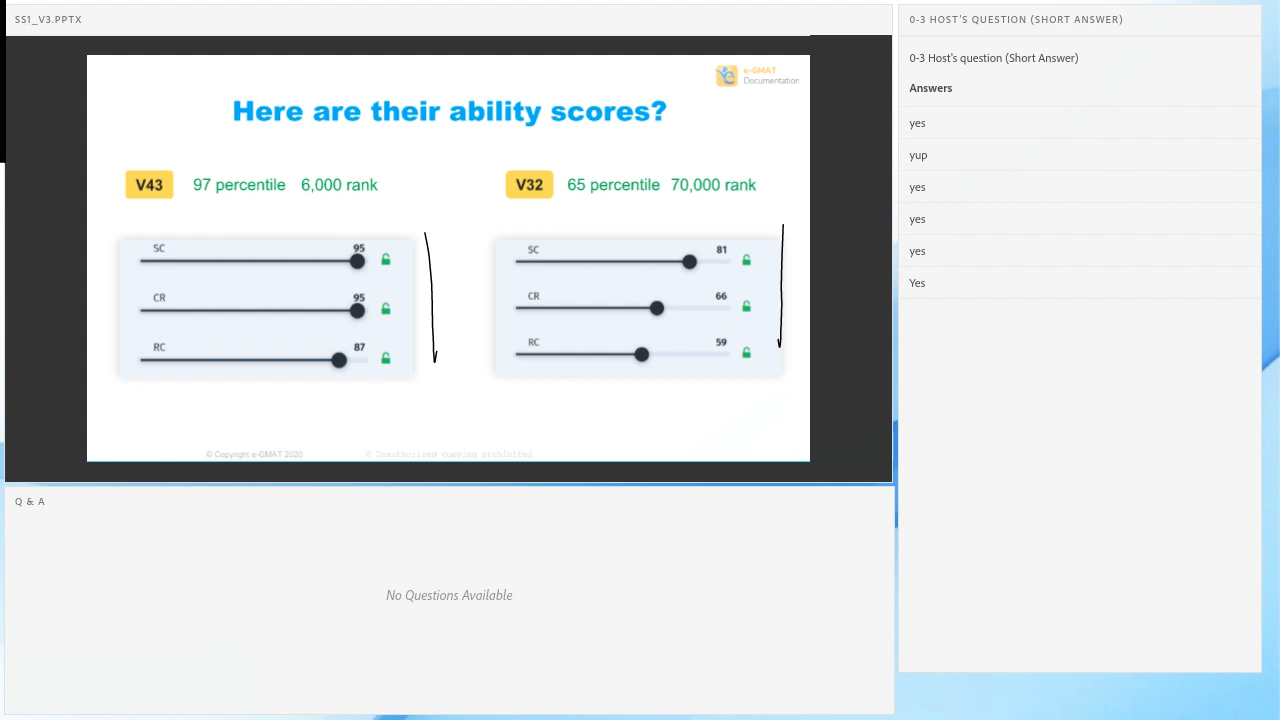 SS1_V3.PPTX
e-GMAT
Documentation
Here are their ability scores?
V43 97 percentile 6,000 rank
SC 95
CR 95
RC 87
V32 65 percentile 70,000 rank
SC 81
CR 66
RC 59
© Copyright e-GMAT 2020
© Unauthorized copying prohibited
Q & A
No Questions Available
0-3 HOST'S QUESTION (SHORT ANSWER)
0-3 Host's question (Short Answer)
Answers
yes
yup
yes
yes
yes
Yes